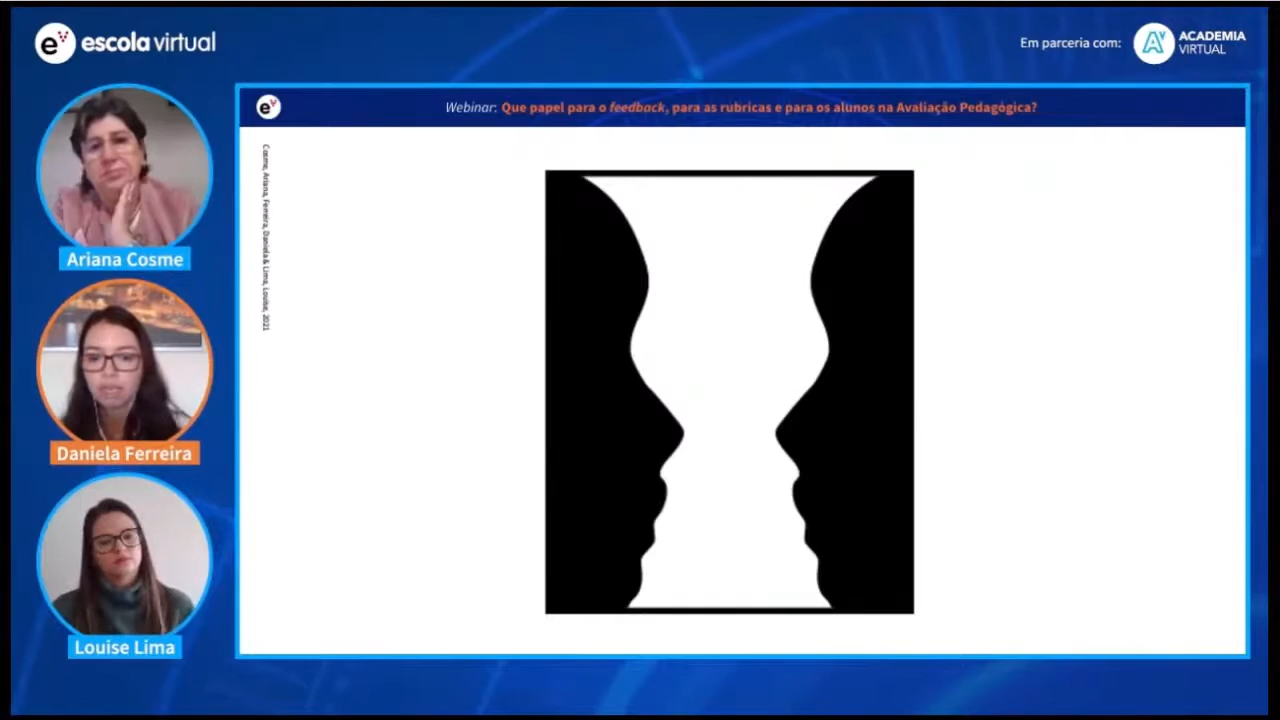 escola virtual
Em parceria com:
ACADEMIA
VIRTUAL
Webinar: Que papel para o feedback, para as rubricas e para os alunos na Avaliação Pedagógica?
Cosme, Ariana, Ferreira, Daniela & Lima, Louise, 2021
Ariana Cosme
Daniela Ferreira
Louise Lima